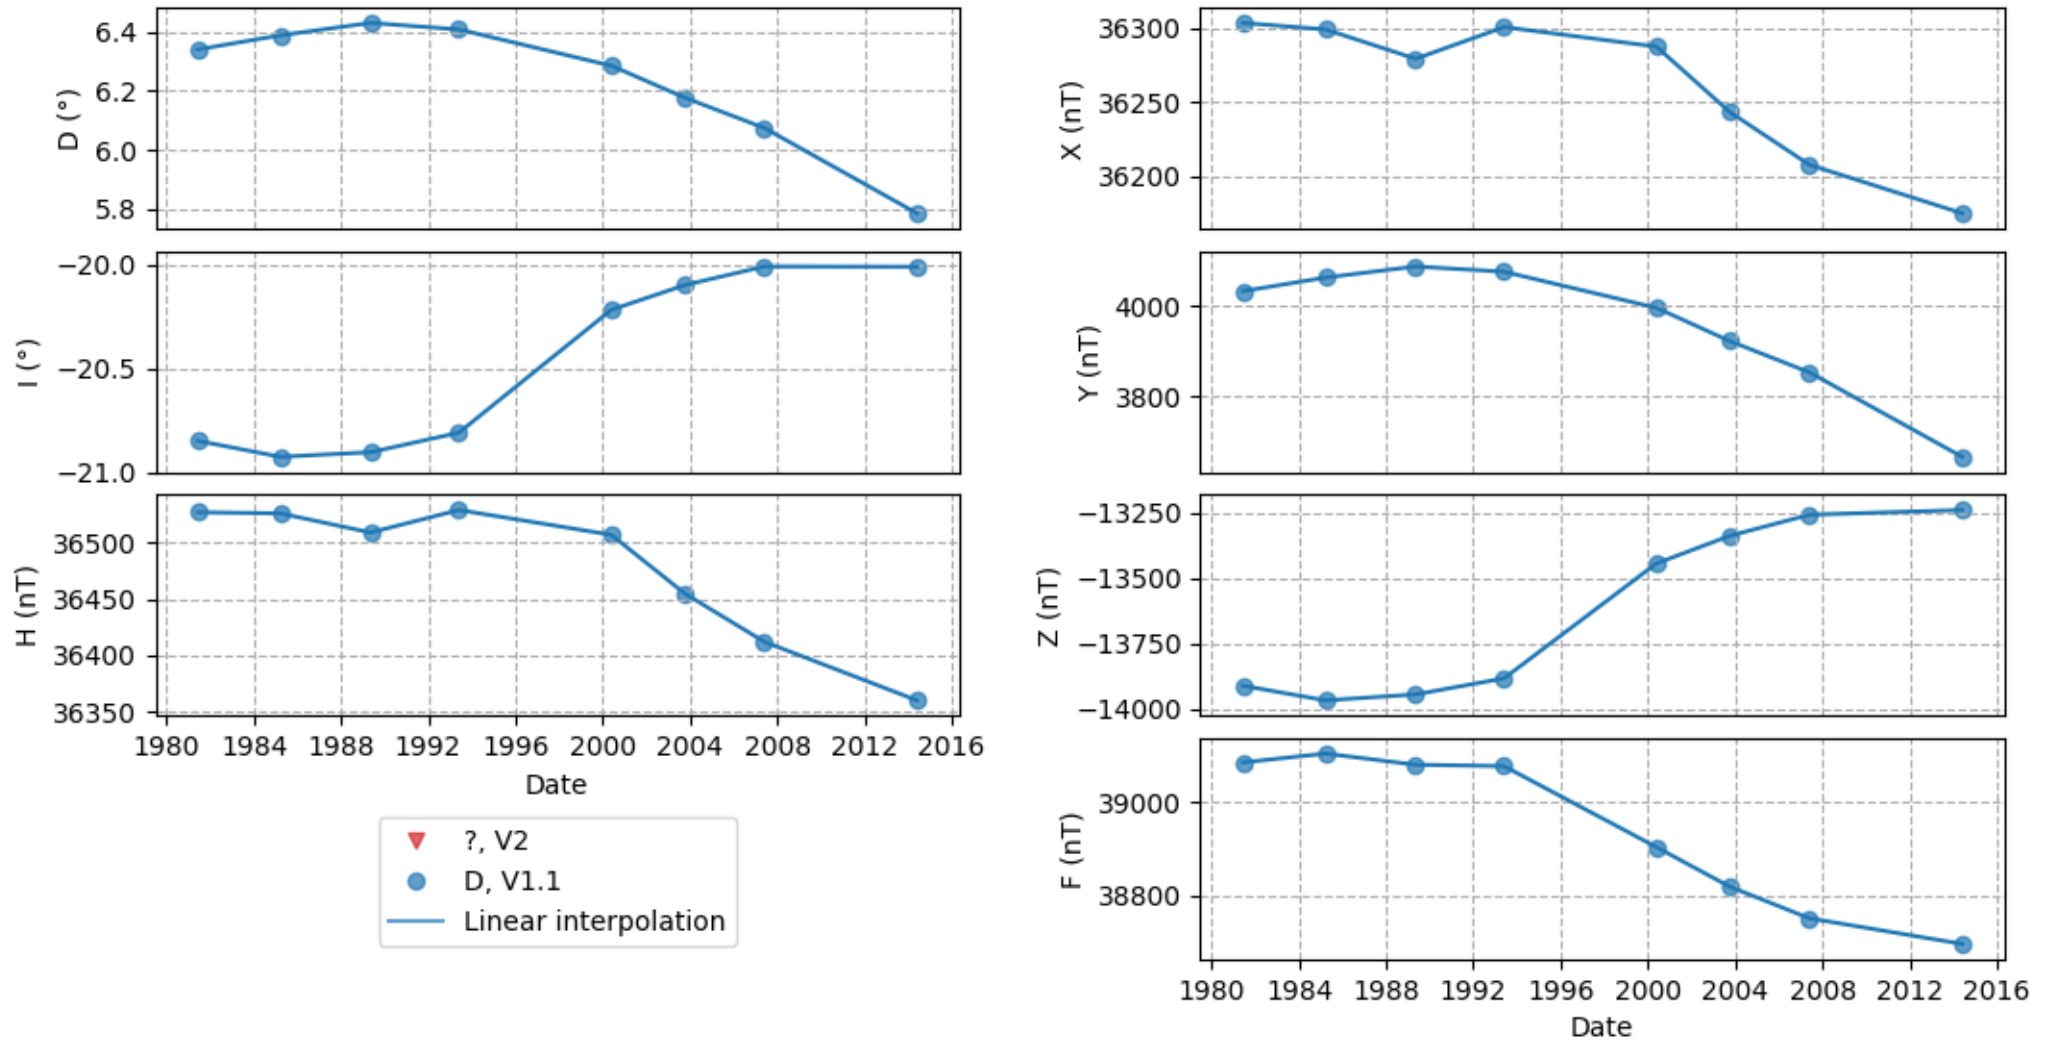 D (°)
6.4
6.2
6.0
5.8
I (°)
−20.0
−20.5
−21.0
H (nT)
36500
36450
36400
36350
1980 1984 1988 1992 1996 2000 2004 2008 2012 2016
Date
?, V2
D, V1.1
Linear interpolation
X (nT)
36300
36250
36200
Y (nT)
4000
3800
Z (nT)
−13250
−13500
−13750
−14000
F (nT)
39000
38800
1980 1984 1988 1992 1996 2000 2004 2008 2012 2016
Date